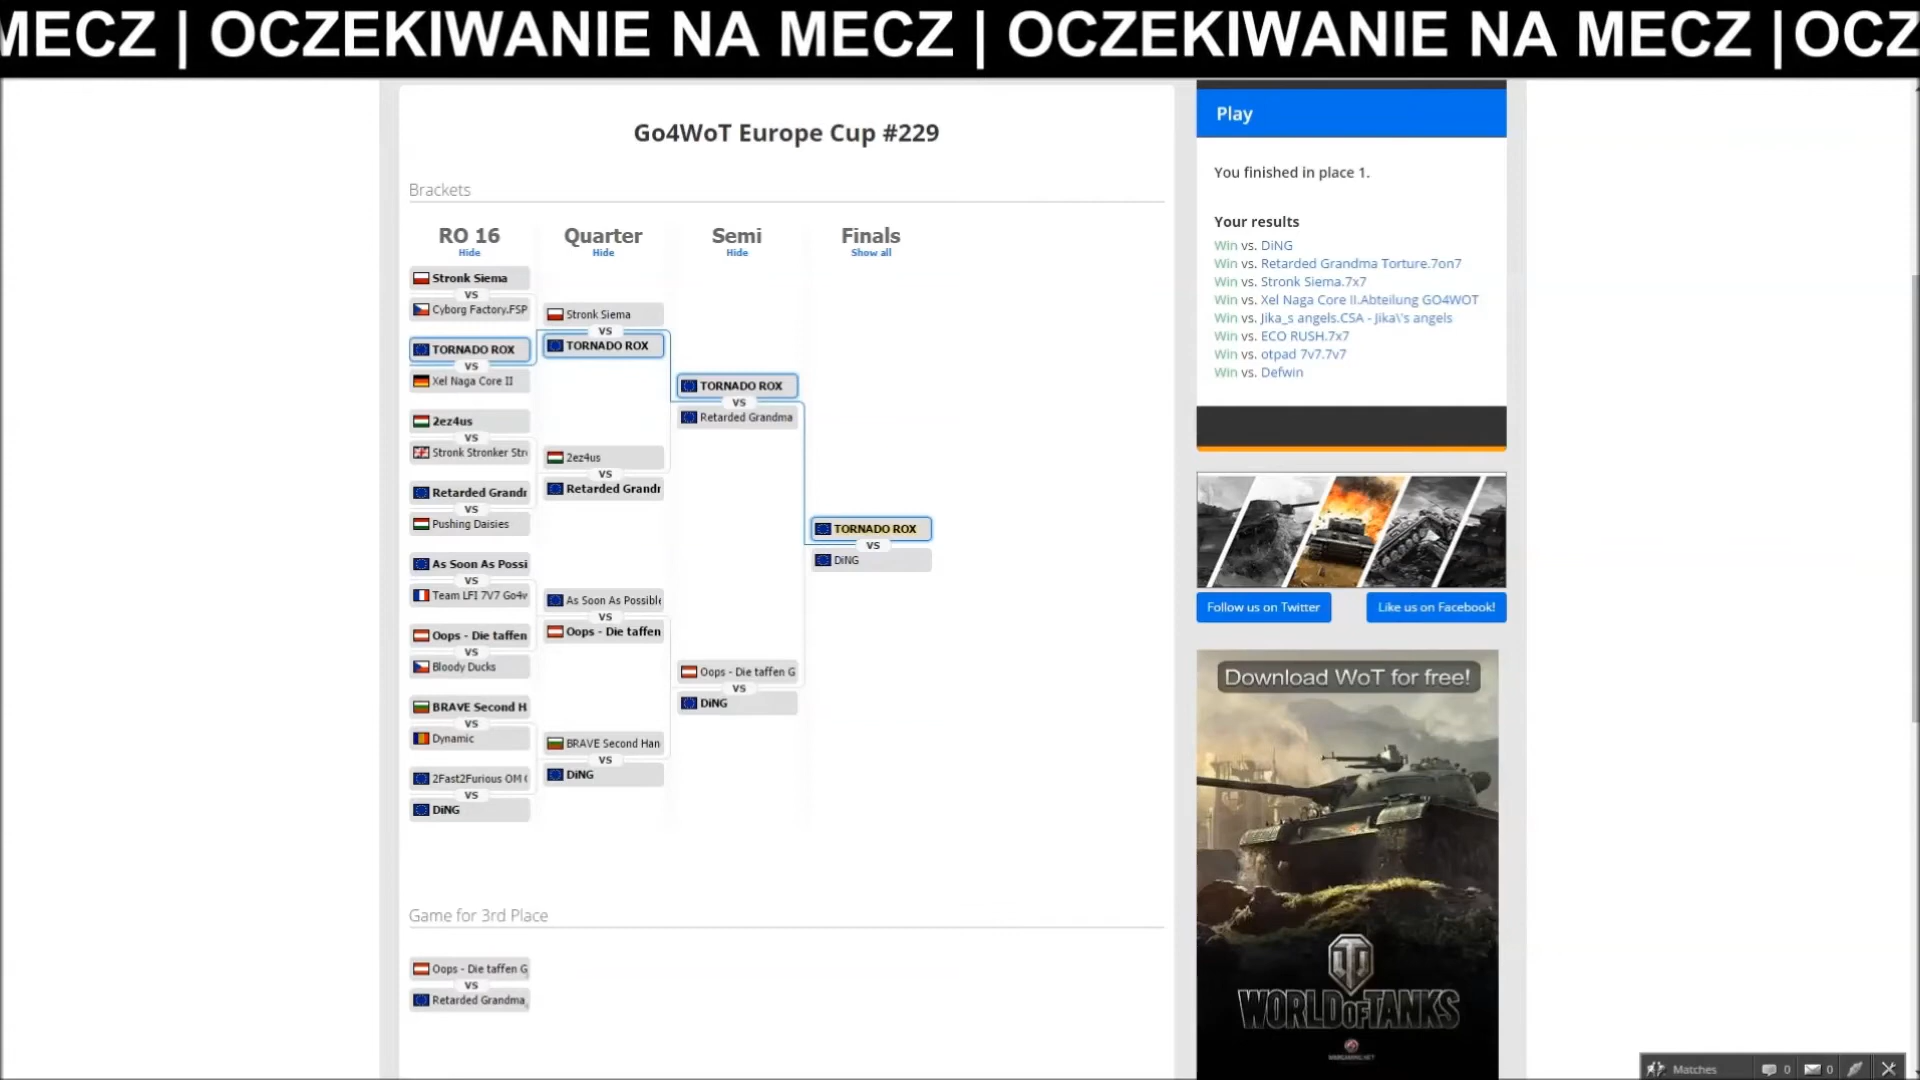 MECZ | OCZEKIWANIE NA MECZ | OCZEKIWANIE NA MECZ | OCZ
Go4WoT Europe Cup #229
Brackets
RO 16
Hide
Stronk Siema
VS
Cyborg Factory.FSP
TORNADO ROX
VS
Xel Naga Core II
2ez4us
VS
Stronk Stronker Str
Retarded Grand
VS
Pushing Daisies
As Soon As Possi
VS
Team LFI 7V7 Go4w
Oops - Die taffen
VS
Bloody Ducks
BRAVE Second H
VS
Dynamic
2Fast2Furious OM
VS
DiNG
Quarter
Hide
Stronk Siema
VS
TORNADO ROX
2ez4us
VS
Retarded Grand
As Soon As Possible
VS
Oops - Die taffen
BRAVE Second Han
VS
DiNG
Semi
Hide
TORNADO ROX
VS
Retarded Grandma
Oops - Die taffen G
VS
DiNG
Finals
Show all
TORNADO ROX
VS
DiNG
Game for 3rd Place
Oops - Die taffen G
VS
Retarded Grandma
Play
You finished in place 1.
Your results
Win vs. DiNG
Win vs. Retarded Grandma Torture.7on7
Win vs. Stronk Siema.7x7
Win vs. Xel Naga Core II.Abteilung GO4WOT
Win vs. Jika_s angels.CSA - Jika\'s angels
Win vs. ECO RUSH.7x7
Win vs. otpad 7v7.7v7
Win vs. Defwin
Follow us on Twitter
Like us on Facebook!
Download WoT for free!
WORLD OF TANKS
WARGAMING.NET
Matches
0
0